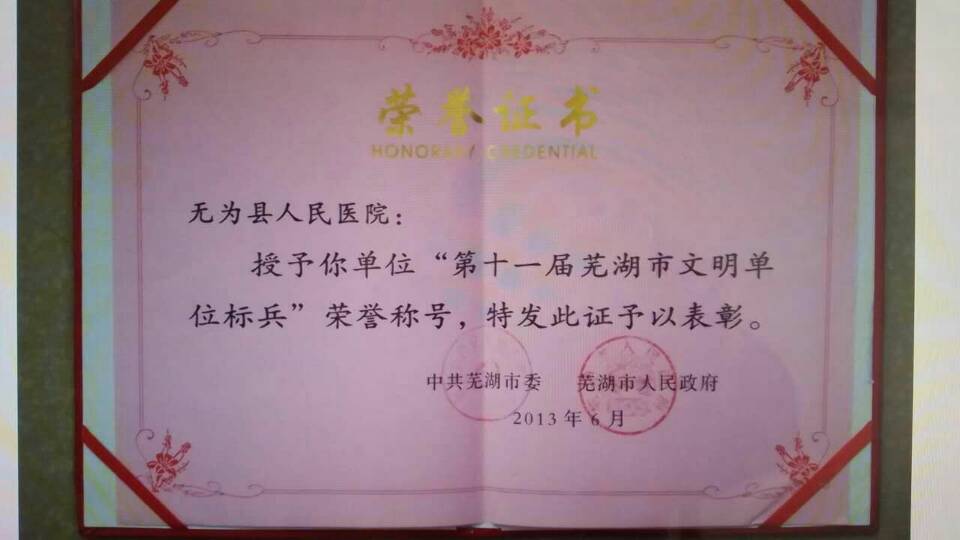 荣誉证书
HONORARY CREDENTIAL
无为县人民医院：
授予你单位“第十一届芜湖市文明单
位标兵”荣誉称号，特发此证予以表彰。
中共芜湖市委 芜湖市人民政府
2013年6月